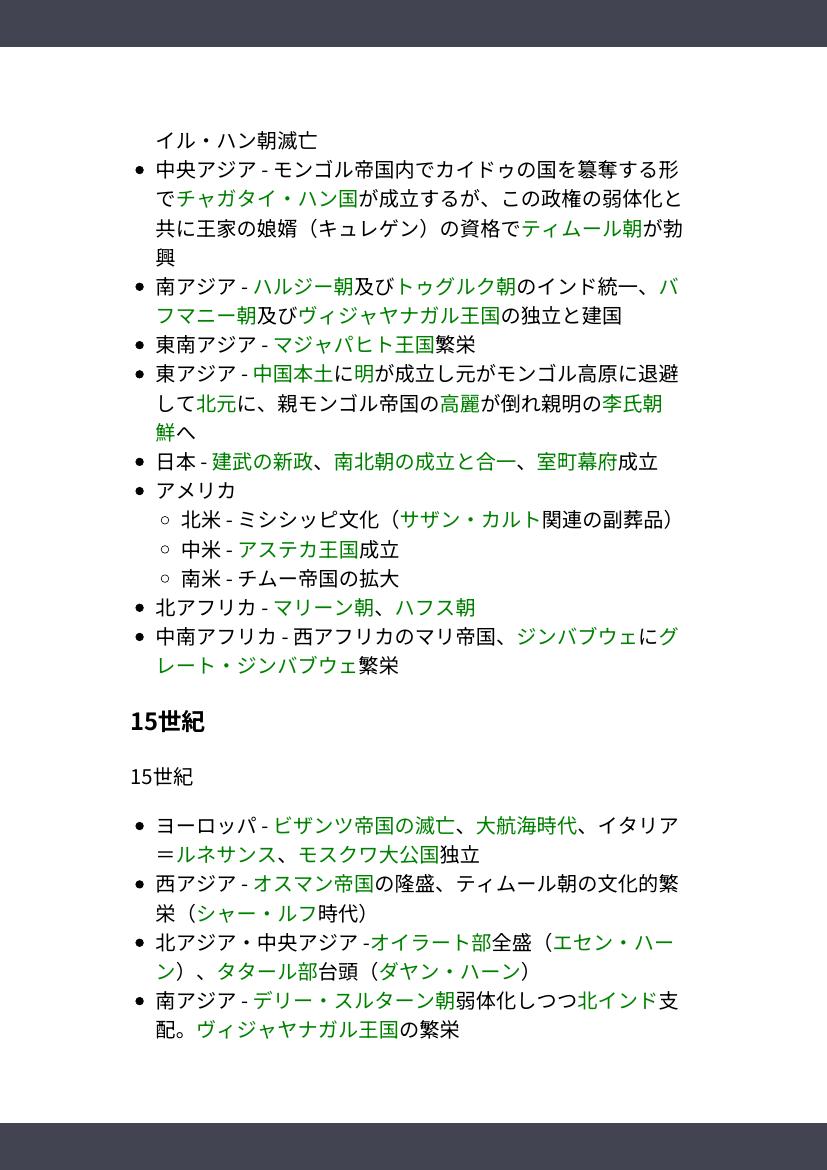 イル・ハン朝滅亡
中央アジア - モンゴル帝国内でカイドゥの国を簒奪する形
でチャガタイ・ハン国が成立するが、この政権の弱体化と
共に王家の娘婿（キュレゲン）の資格でティムール朝が勃
興
南アジア - ハルジー朝及びトゥグルク朝のインド統一、バ
フマニー朝及びヴィジャヤナガル王国の独立と建国
東南アジア - マジャパヒト王国繁栄
東アジア - 中国本土に明が成立し元がモンゴル高原に退避
して北元に、親モンゴル帝国の高麗が倒れ親明の李氏朝
鮮へ
日本 - 建武の新政、南北朝の成立と合一、室町幕府成立
アメリカ
北米 - ミシシッピ文化（サザン・カルト関連の副葬品）
中米 - アステカ王国成立
南米 - チムー帝国の拡大
北アフリカ - マリーン朝、ハフス朝
中南アフリカ - 西アフリカのマリ帝国、ジンバブウェにグ
レート・ジンバブウェ繁栄
15世紀
15世紀
ヨーロッパ - ビザンツ帝国の滅亡、大航海時代、イタリア
＝ルネサンス、モスクワ大公国独立
西アジア - オスマン帝国の隆盛、ティムール朝の文化的繁
栄（シャー・ルフ時代）
北アジア・中央アジア -オイラート部全盛（エセン・ハー
ン）、タタール部台頭（ダヤン・ハーン）
南アジア - デリー・スルターン朝弱体化しつつ北インド支
配。ヴィジャヤナガル王国の繁栄